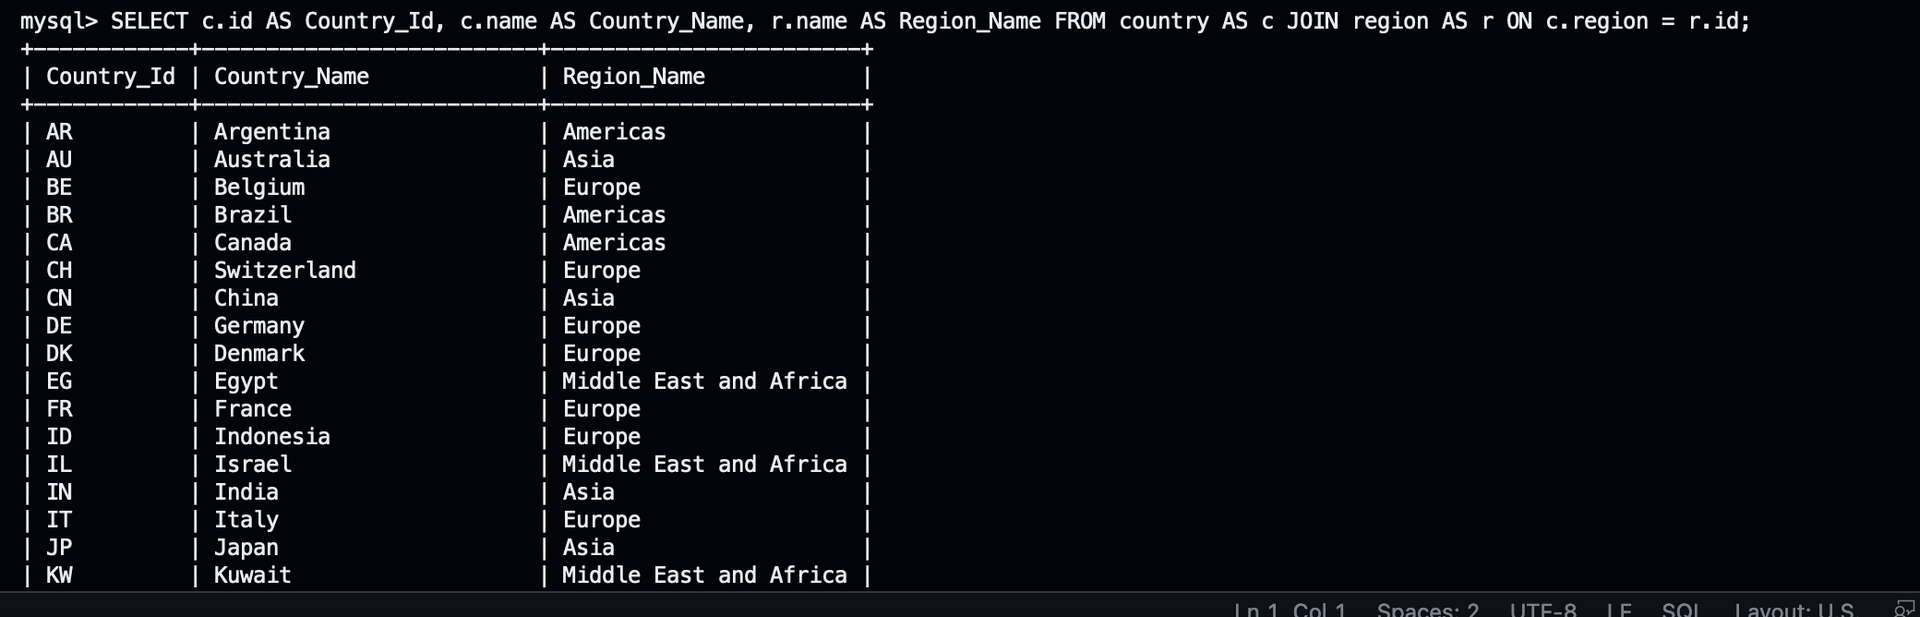 mysql> SELECT c.id AS Country_Id, c.name AS Country_Name, r.name AS Region_Name FROM country AS c JOIN region AS r ON c.region = r.id;
+------------+--------------------------+------------------------+
| Country_Id | Country_Name | Region_Name |
+------------+--------------------------+------------------------+
| AR | Argentina | Americas |
| AU | Australia | Asia |
| BE | Belgium | Europe |
| BR | Brazil | Americas |
| CA | Canada | Americas |
| CH | Switzerland | Europe |
| CN | China | Asia |
| DE | Germany | Europe |
| DK | Denmark | Europe |
| EG | Egypt | Middle East and Africa |
| FR | France | Europe |
| ID | Indonesia | Europe |
| IL | Israel | Middle East and Africa |
| IN | India | Asia |
| IT | Italy | Europe |
| JP | Japan | Asia |
| KW | Kuwait | Middle East and Africa |
Ln 1, Col 1 Spaces: 2 UTF-8 LF SQL Layout: U.S.